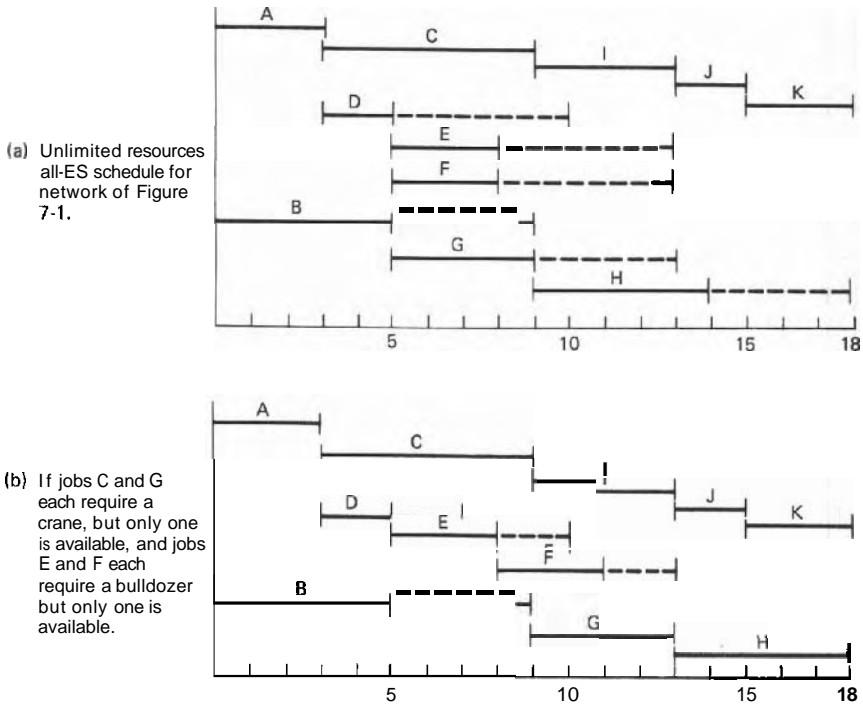 A
C
I
J
K
D
E
(a) Unlimited resources
all-ES schedule for
network of Figure
7-1.
F
B
G
H
5 10 15 18
A
C
(b) If jobs C and G
each require a
crane, but only one
is available, and jobs
E and F each
require a bulldozer
but only one is
available.
I
J
K
D
E
F
B
G
H
5 10 15 18